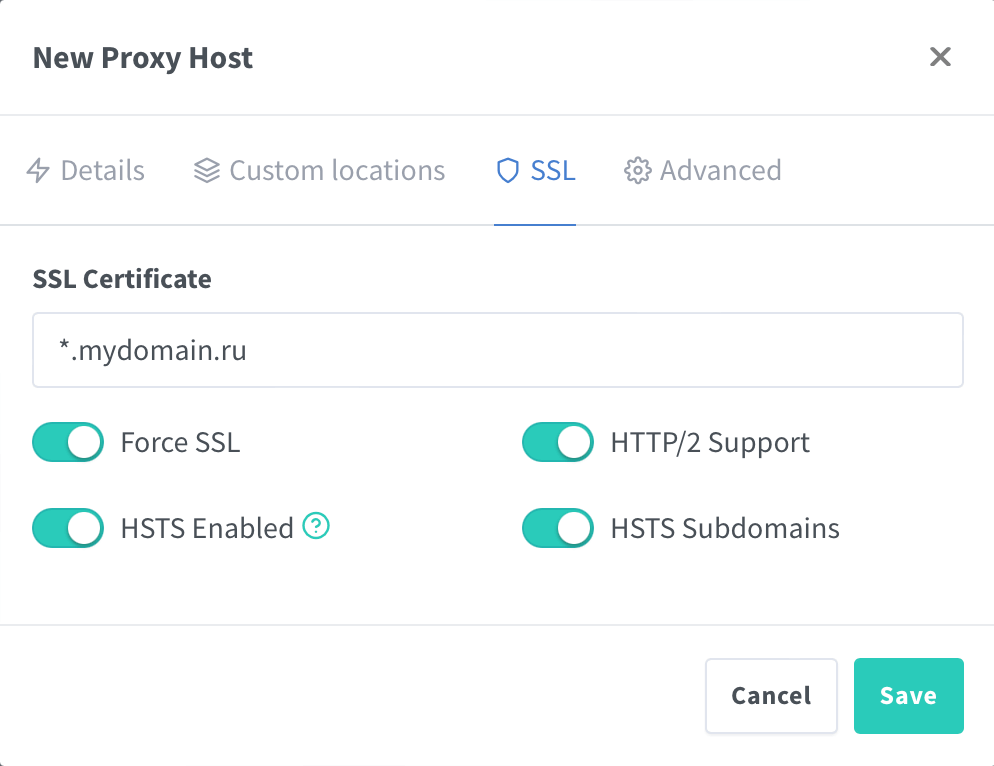 New Proxy Host
Details Custom locations SSL Advanced
SSL Certificate
*.mydomain.ru
Force SSL HTTP/2 Support
HSTS Enabled ? HSTS Subdomains
Cancel Save